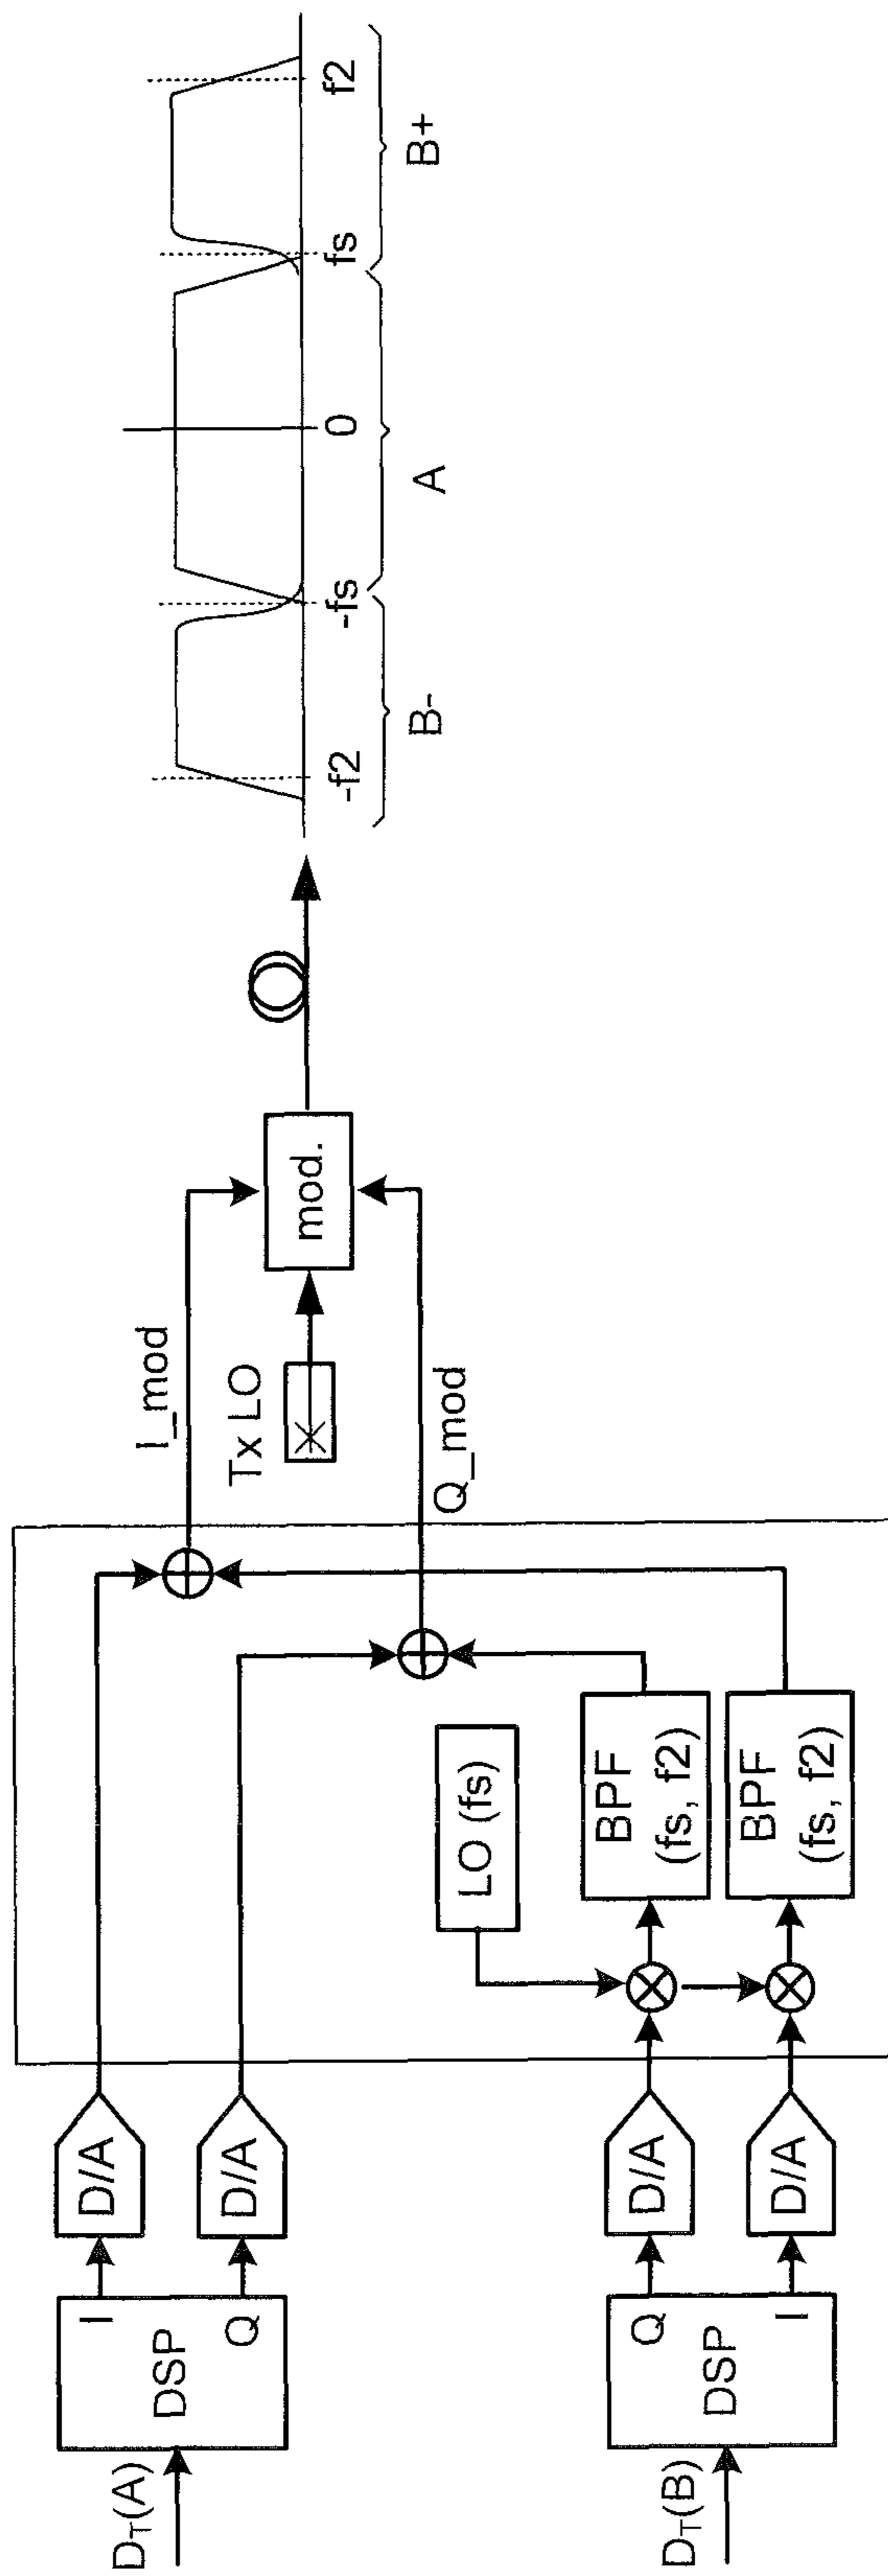 D_T(A)
DSP
I
Q
D/A
D/A
D_T(B)
DSP
Q
I
D/A
D/A
LO (fs)
BPF
(fs, f2)
BPF
(fs, f2)
I_mod
Q_mod
Tx LO
mod.
-f2
-fs
0
fs
f2
B-
A
B+